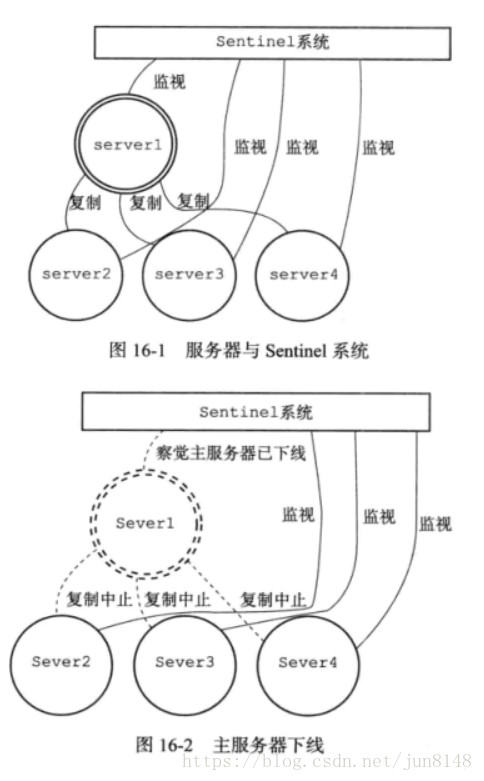 Sentinel系统
监视
server1
监视 监视 监视
复制 复制 复制
server2 server3 server4
图 16-1 服务器与 Sentinel 系统
Sentinel系统
察觉主服务器已下线
Sever1
监视 监视 监视
复制中止 复制中止 复制中止
Sever2 Sever3 Sever4
图 16-2 主服务器下线
https://blog.csdn.net/jun8148